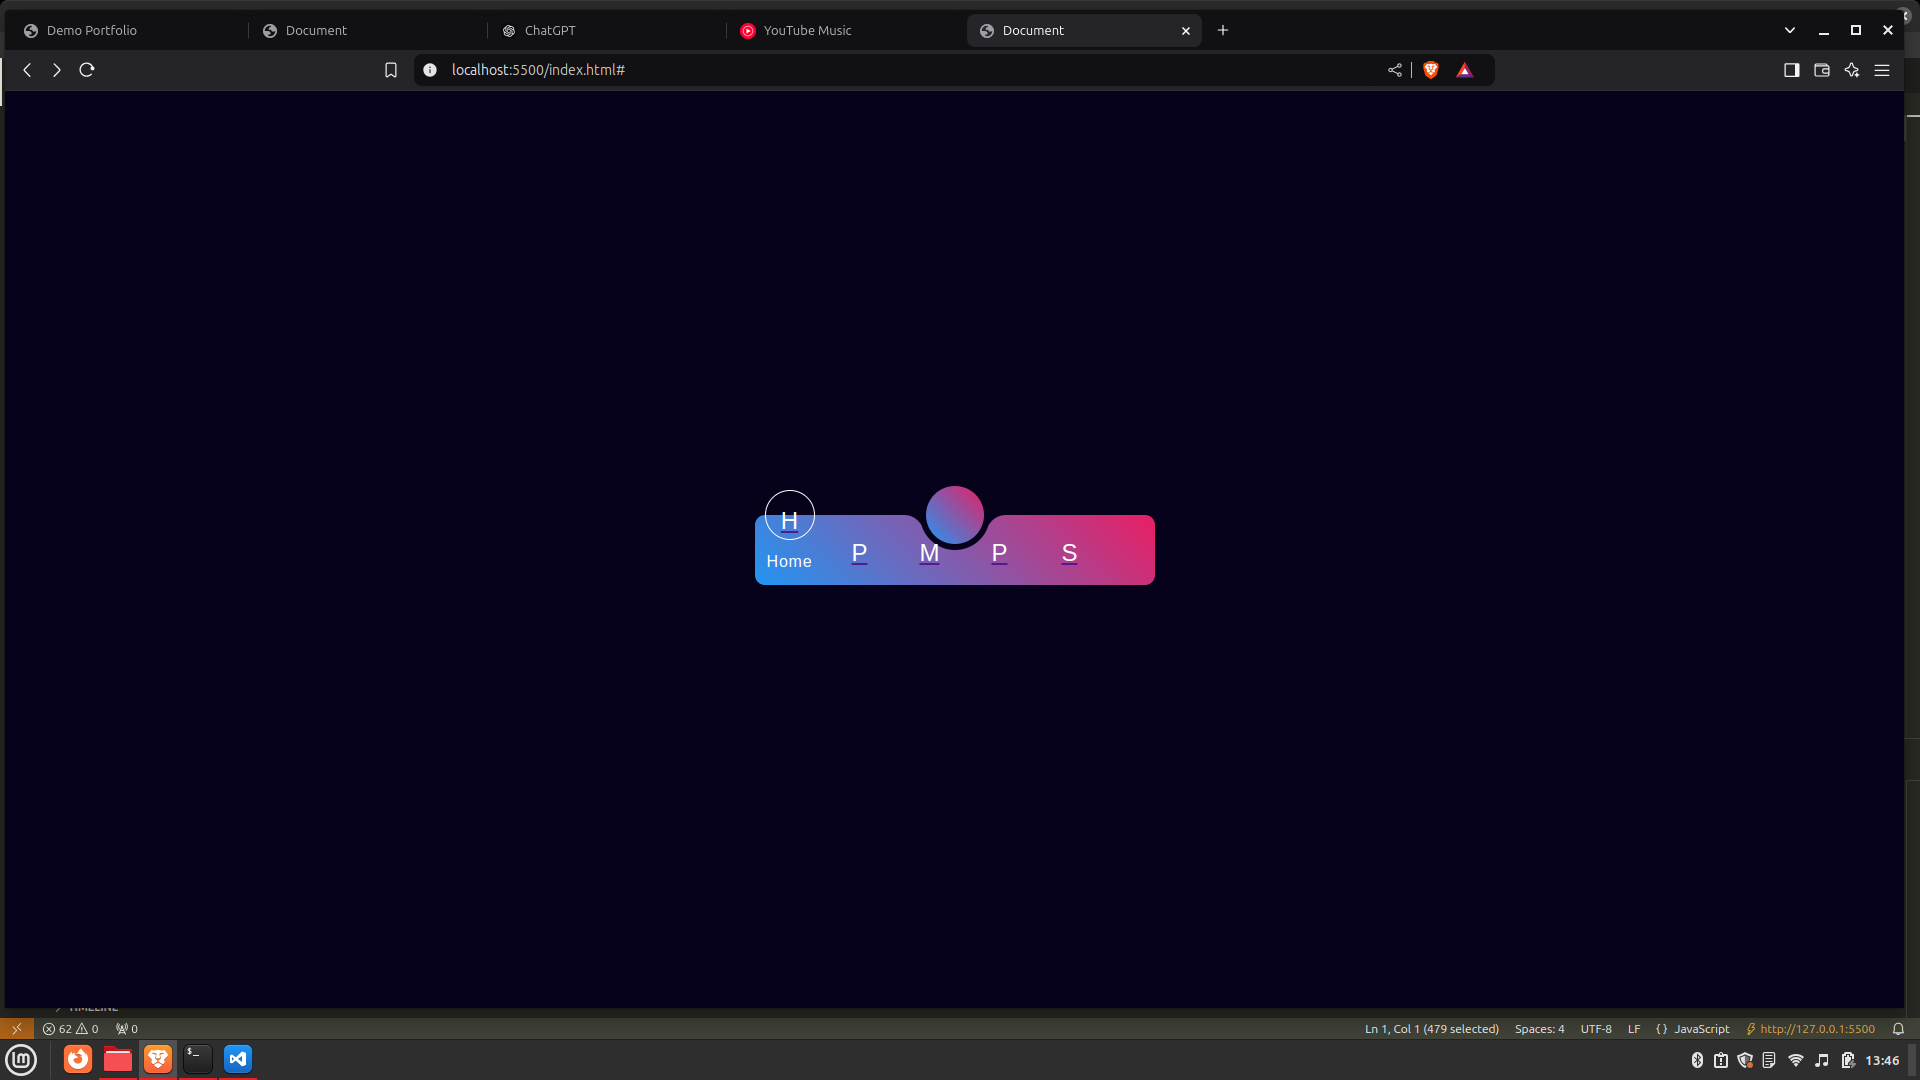 Demo Portfolio
Document
ChatGPT
YouTube Music
Document
localhost:5500/index.html#
H
Home
P
M
P
S
TIMELINE
62 0 0
Ln 1, Col 1 (479 selected) Spaces: 4 UTF-8 LF {} JavaScript http://127.0.0.1:5500
13:46